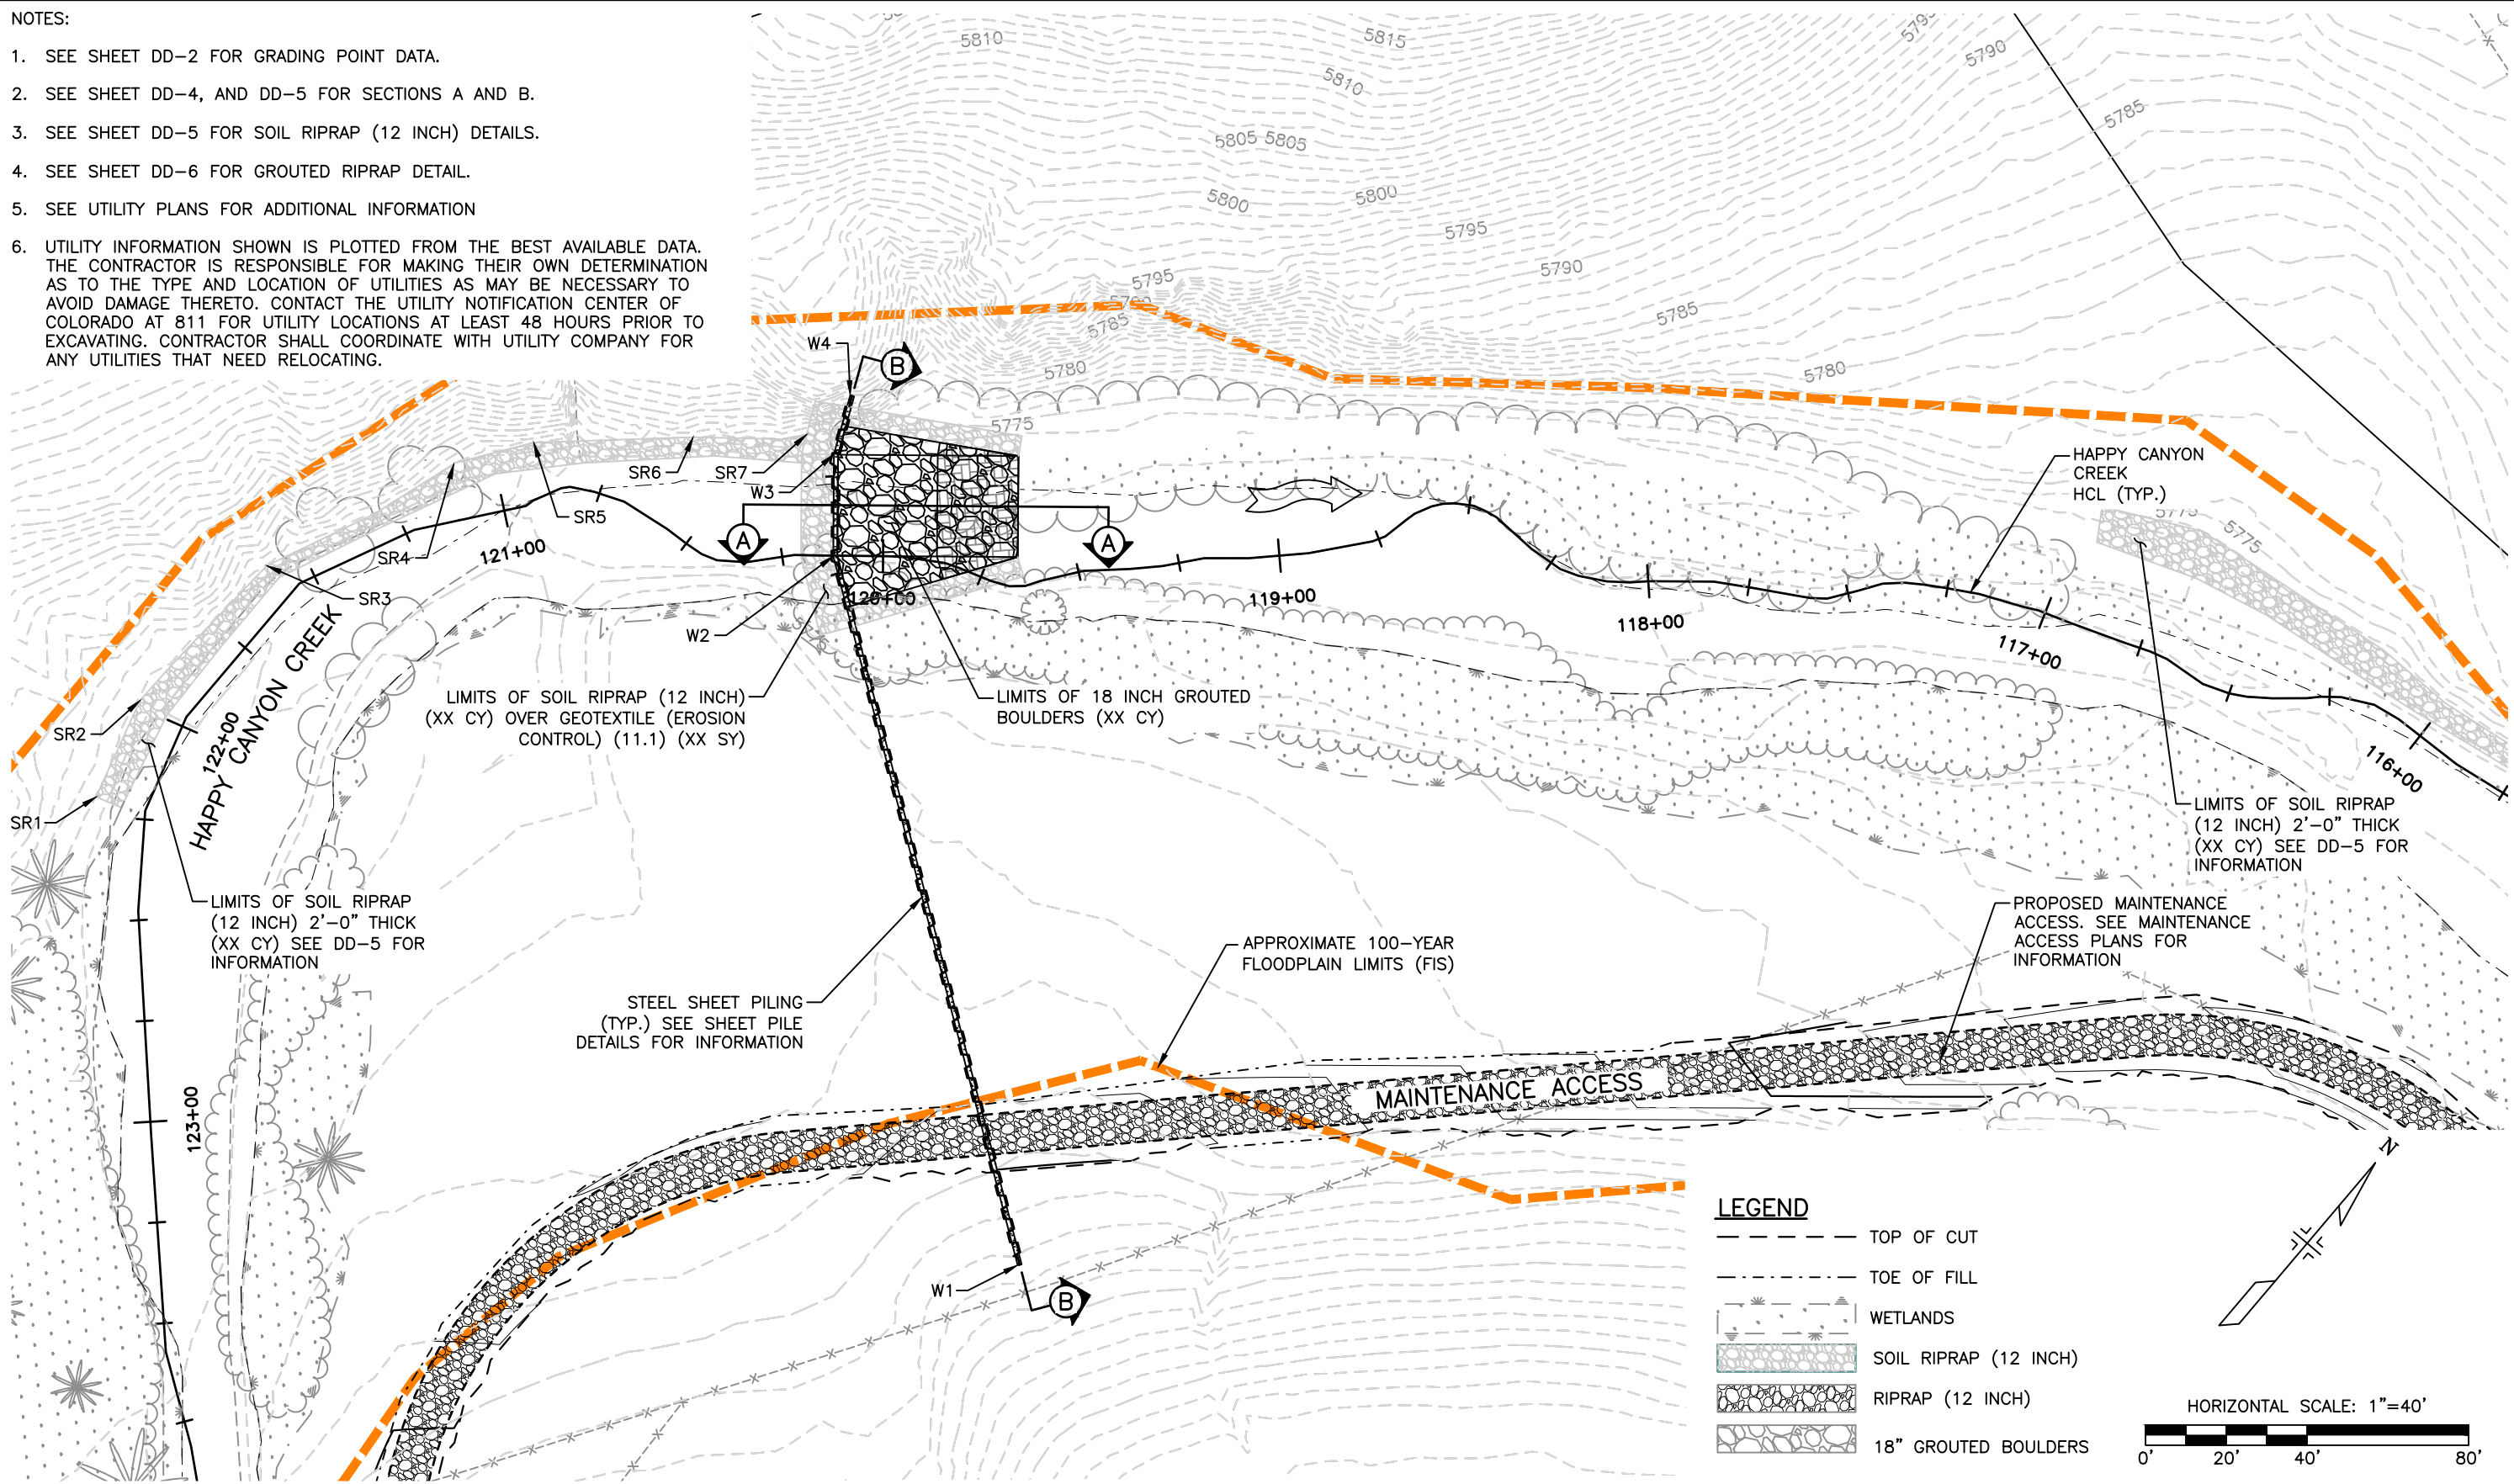 NOTES:
1. SEE SHEET DD-2 FOR GRADING POINT DATA.
2. SEE SHEET DD-4, AND DD-5 FOR SECTIONS A AND B.
3. SEE SHEET DD-5 FOR SOIL RIPRAP (12 INCH) DETAILS.
4. SEE SHEET DD-6 FOR GROUTED RIPRAP DETAIL.
5. SEE UTILITY PLANS FOR ADDITIONAL INFORMATION
6. UTILITY INFORMATION SHOWN IS PLOTTED FROM THE BEST AVAILABLE DATA.
THE CONTRACTOR IS RESPONSIBLE FOR MAKING THEIR OWN DETERMINATION
AS TO THE TYPE AND LOCATION OF UTILITIES AS MAY BE NECESSARY TO
AVOID DAMAGE THERETO. CONTACT THE UTILITY NOTIFICATION CENTER OF
COLORADO AT 811 FOR UTILITY LOCATIONS AT LEAST 48 HOURS PRIOR TO
EXCAVATING. CONTRACTOR SHALL COORDINATE WITH UTILITY COMPANY FOR
ANY UTILITIES THAT NEED RELOCATING.
5810
5815
5795
5790
5810
5785
5805 5805
5800
5800
5795
5790
5795
5790
5785
5785
5780
5780
5775
5775
5775
W4
B
SR6
SR7
W3
SR5
SR4
121+00
A
A
SR3
120+00
119+00
W2
118+00
117+00
116+00
HAPPY CANYON
CREEK
HCL (TYP.)
SR2
SR1
122+00
HAPPY CANYON CREEK
123+00
LIMITS OF SOIL RIPRAP (12 INCH)
(XX CY) OVER GEOTEXTILE (EROSION
CONTROL) (11.1) (XX SY)
LIMITS OF 18 INCH GROUTED
BOULDERS (XX CY)
LIMITS OF SOIL RIPRAP
(12 INCH) 2'-0" THICK
(XX CY) SEE DD-5 FOR
INFORMATION
LIMITS OF SOIL RIPRAP
(12 INCH) 2'-0" THICK
(XX CY) SEE DD-5 FOR
INFORMATION
PROPOSED MAINTENANCE
ACCESS. SEE MAINTENANCE
ACCESS PLANS FOR
INFORMATION
APPROXIMATE 100-YEAR
FLOODPLAIN LIMITS (FIS)
STEEL SHEET PILING
(TYP.) SEE SHEET PILE
DETAILS FOR INFORMATION
MAINTENANCE ACCESS
W1
B
N
LEGEND
TOP OF CUT
TOE OF FILL
WETLANDS
SOIL RIPRAP (12 INCH)
RIPRAP (12 INCH)
18" GROUTED BOULDERS
HORIZONTAL SCALE: 1"=40'
0' 20' 40' 80'